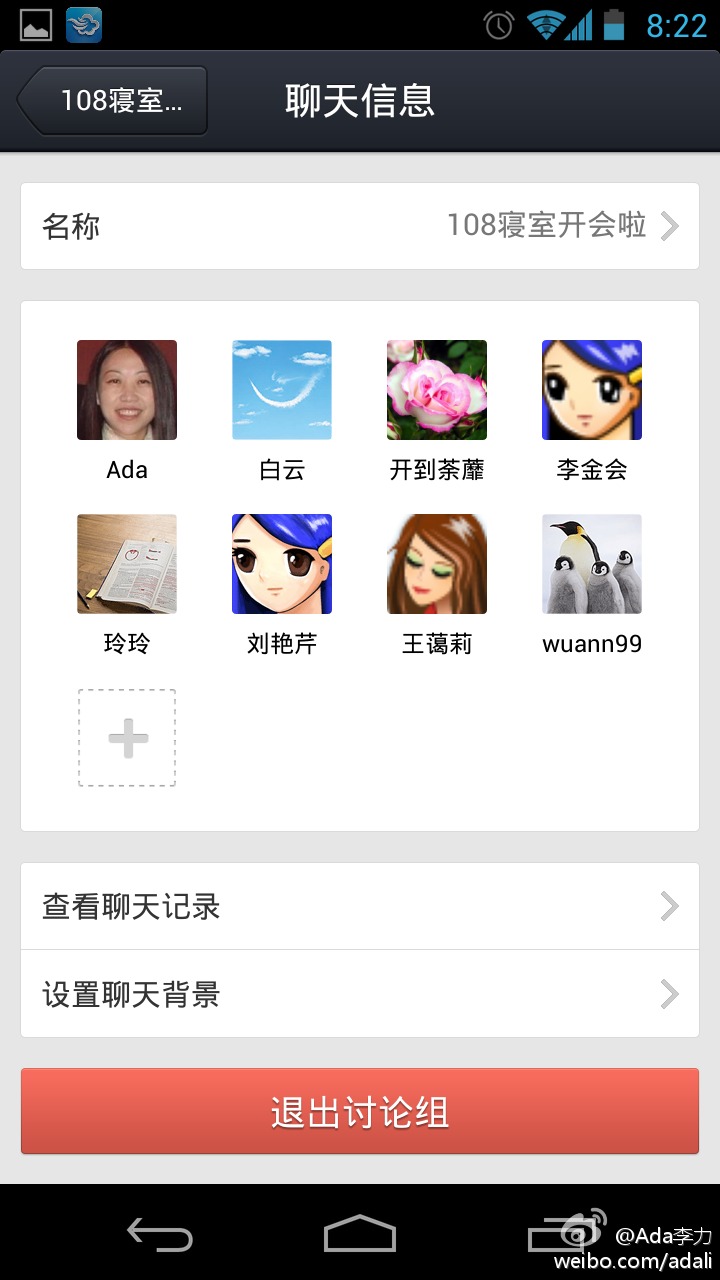 8:22
108寝室...
聊天信息
名称
108寝室开会啦
Ada
白云
开到荼蘼
李金会
玲玲
刘艳芹
王蔼莉
wuann99
查看聊天记录
设置聊天背景
退出讨论组
@Ada李力
weibo.com/adali